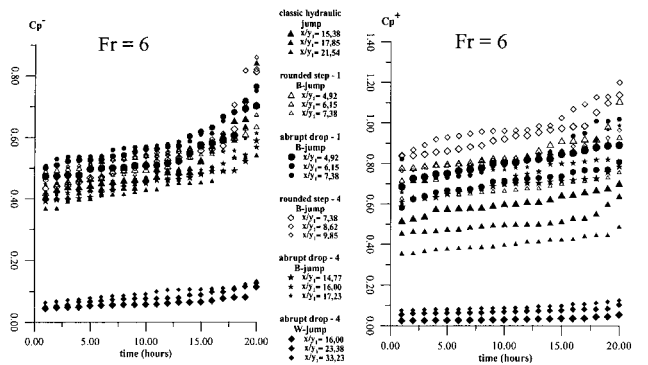 Cp⁻
Fr = 6
0.80
0.60
0.40
0.20
0.00
0.00 5.00 10.00 15.00 20.00
time (hours)
classic hydraulic
jump
x/y₁= 15,38
x/y₁= 17,85
x/y₁= 21,54
rounded step - 1
B-jump
x/y₁= 4,92
x/y₁= 6,15
x/y₁= 7,38
abrupt drop - 1
B-jump
x/y₁= 4,92
x/y₁= 6,15
x/y₁= 7,38
rounded step - 4
B-jump
x/y₁= 7,38
x/y₁= 8,62
x/y₁= 9,85
abrupt drop - 4
B-jump
x/y₁= 14,77
x/y₁= 16,00
x/y₁= 17,23
abrupt drop - 4
W-jump
x/y₁= 16,00
x/y₁= 23,38
x/y₁= 33,23
Cp⁺
Fr = 6
1.40
1.20
1.00
0.80
0.60
0.40
0.20
0.00
0.00 5.00 10.00 15.00 20.00
time (hours)